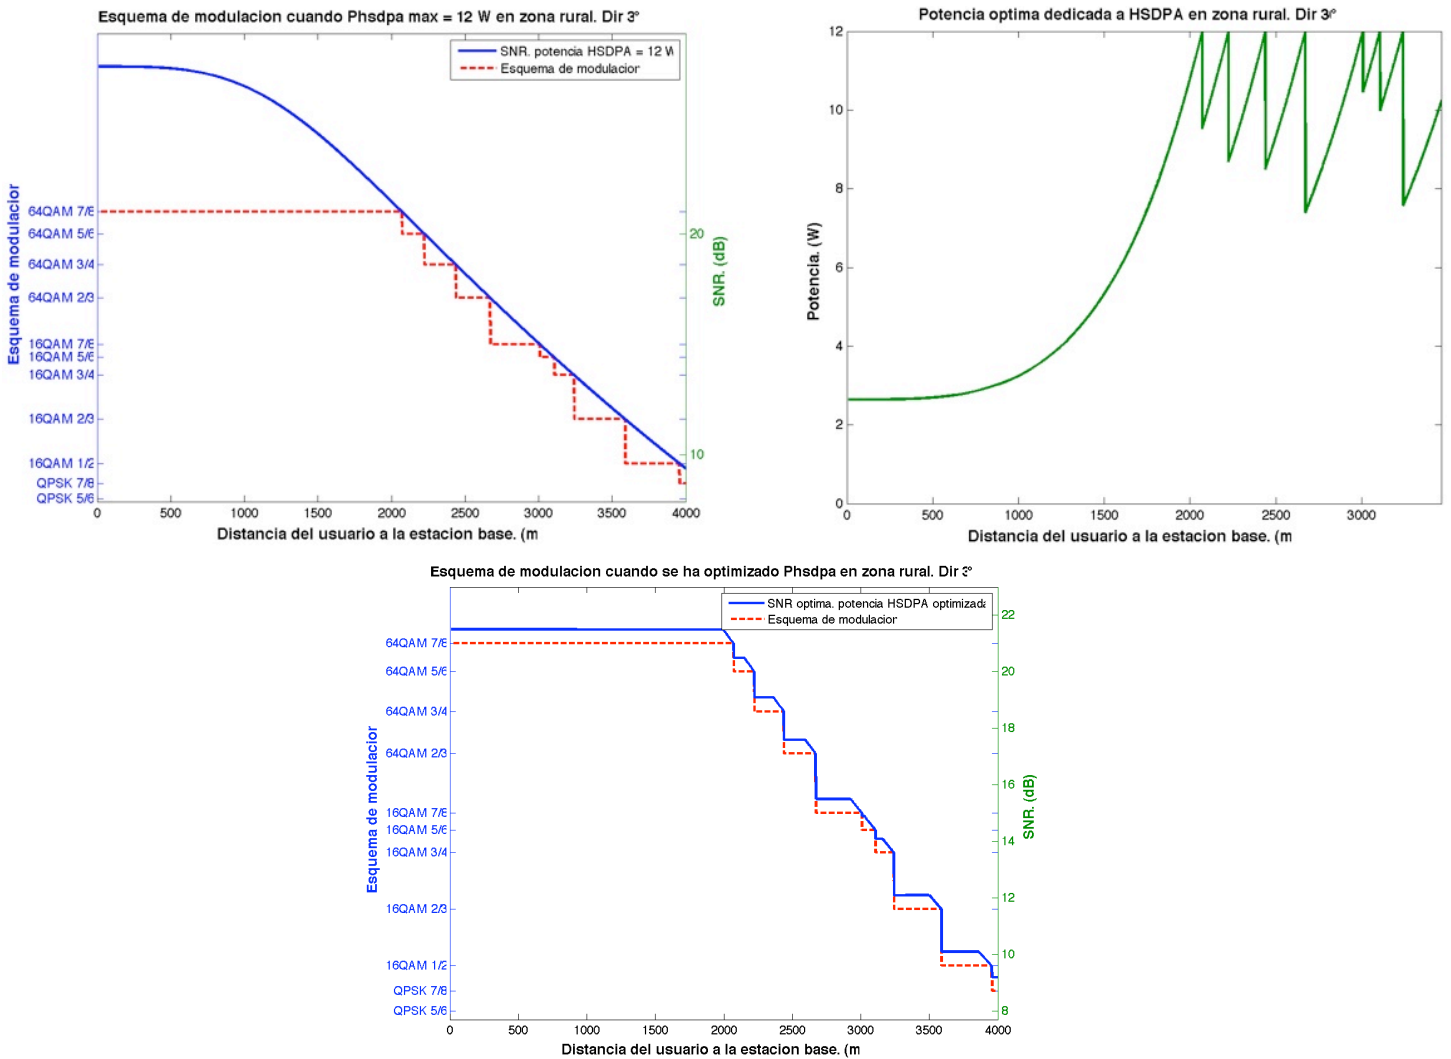 Esquema de modulacion cuando Phsdpa max = 12 W en zona rural. Dir 3°
SNR. potencia HSDPA = 12 W
Esquema de modulacior
Esquema de modulacior
64QAM 7/8
64QAM 5/6
64QAM 3/4
64QAM 2/3
16QAM 7/8
16QAM 5/6
16QAM 3/4
16QAM 2/3
16QAM 1/2
QPSK 7/8
QPSK 5/6
20
10
SNR. (dB)
0 500 1000 1500 2000 2500 3000 3500 4000
Distancia del usuario a la estacion base. (m
Potencia optima dedicada a HSDPA en zona rural. Dir 3°
Potencia. (W)
12
10
8
6
4
2
0
0 500 1000 1500 2000 2500 3000
Distancia del usuario a la estacion base. (m
Esquema de modulacion cuando se ha optimizado Phsdpa en zona rural. Dir 3°
SNR optima. potencia HSDPA optimizada
Esquema de modulacion
Esquema de modulacior
64QAM 7/8
64QAM 5/6
64QAM 3/4
64QAM 2/3
16QAM 7/8
16QAM 5/6
16QAM 3/4
16QAM 2/3
16QAM 1/2
QPSK 7/8
QPSK 5/6
22
20
18
16
14
12
10
8
SNR. (dB)
0 500 1000 1500 2000 2500 3000 3500 4000
Distancia del usuario a la estacion base. (m